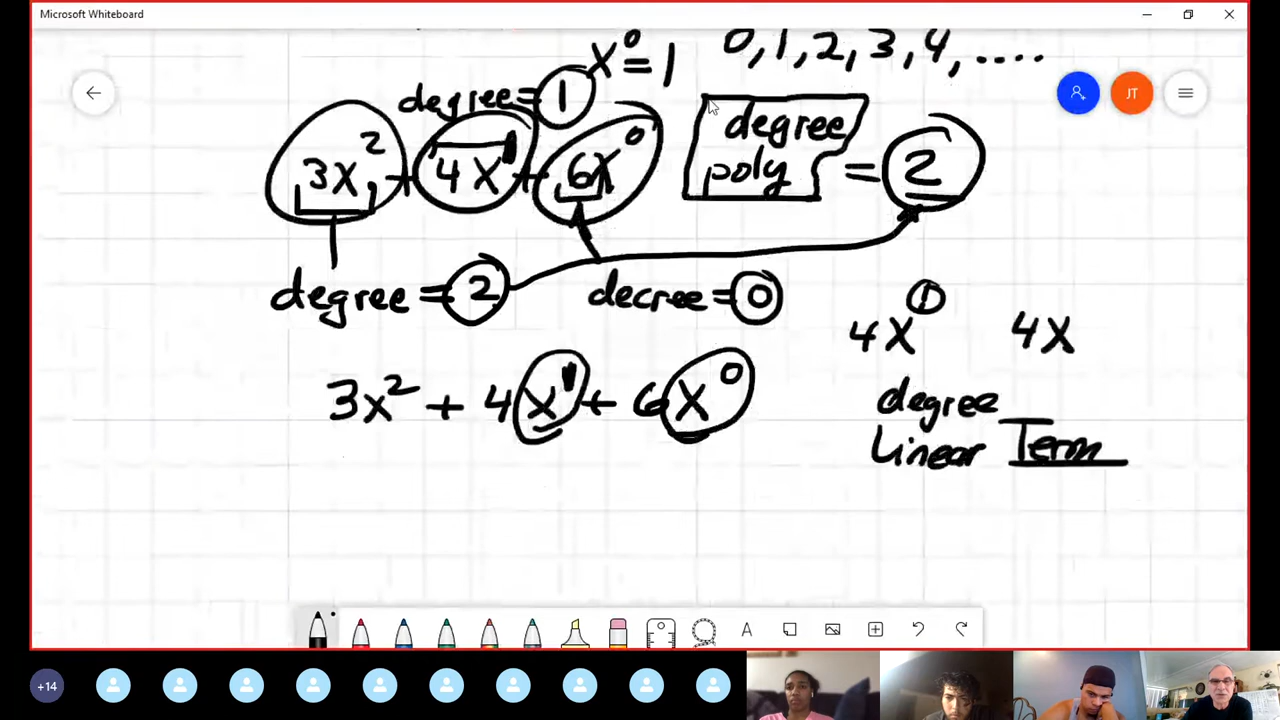 Microsoft Whiteboard
x⁰ = 1
0, 1, 2, 3, 4, ....
degree = 1
3x² + 4x¹ + 6x⁰
degree
poly = 2
JT
degree = 2
decree = 0
4x¹ 4x
3x² + 4x¹ + 6x⁰
degree
Linear Term
A
+14